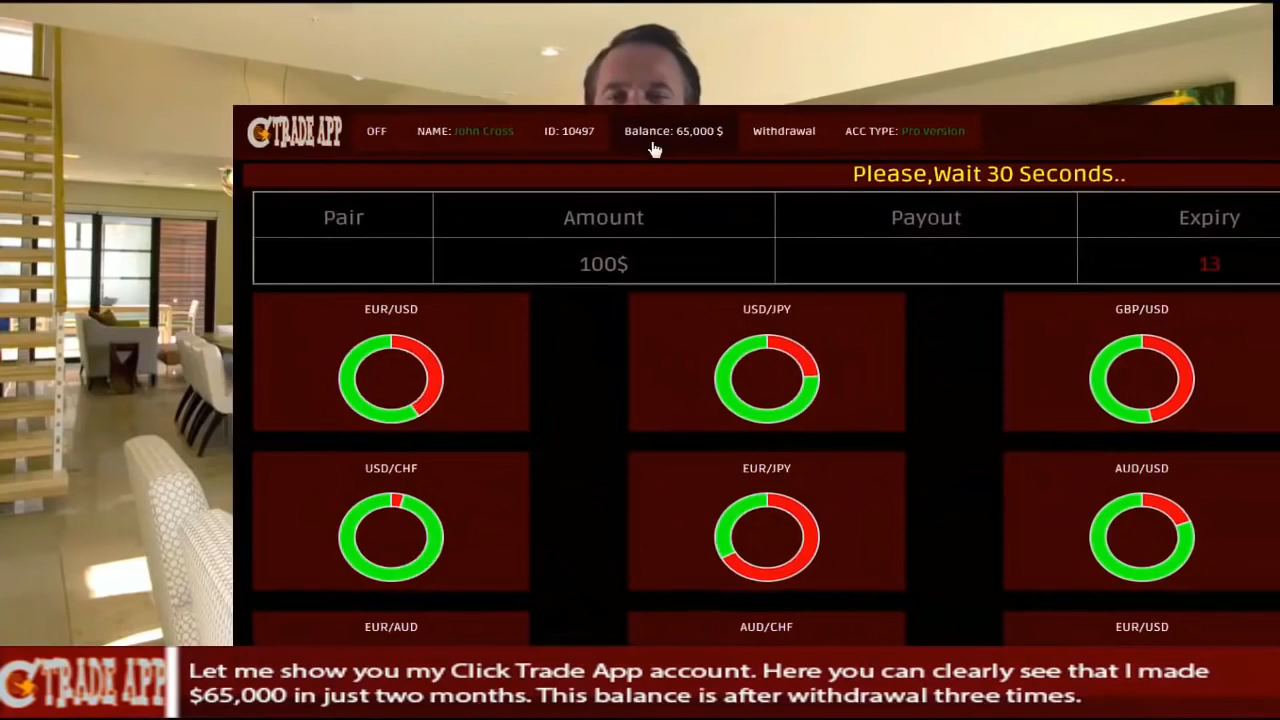 TRADE APP
OFF
NAME: John Cross
ID: 10497
Balance: 65,000 $
Withdrawal
ACC TYPE: Pro Version
Please,Wait 30 Seconds..
Pair Amount Payout Expiry
100$ 13
EUR/USD USD/JPY GBP/USD
USD/CHF EUR/JPY AUD/USD
EUR/AUD AUD/CHF EUR/USD
TRADE APP
Let me show you my Click Trade App account. Here you can clearly see that I made
$65,000 in just two months. This balance is after withdrawal three times.